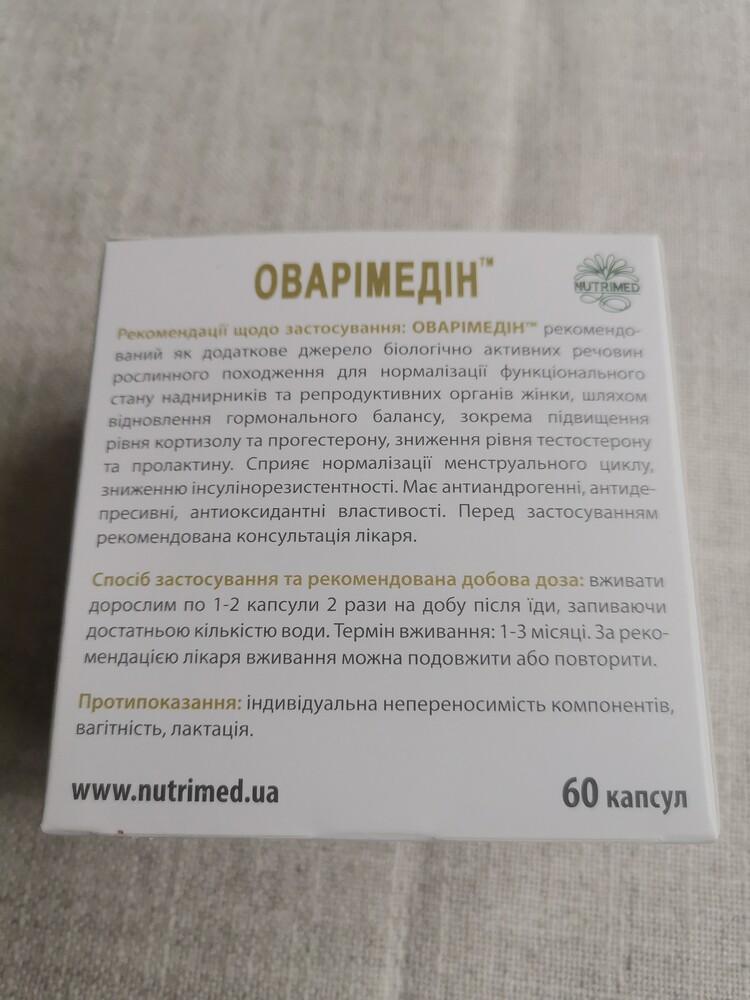 ОВАРІМЕДІН™
NUTRIMED
Рекомендації щодо застосування: ОВАРІМЕДІН™ рекомендо-
ваний як додаткове джерело біологічно активних речовин
рослинного походження для нормалізації функціонального
стану наднирників та репродуктивних органів жінки, шляхом
відновлення гормонального балансу, зокрема підвищення
рівня кортизолу та прогестерону, зниження рівня тестостерону
та пролактину. Сприяє нормалізації менструального циклу,
зниженню інсулінорезистентності. Має антиандрогенні, антиде-
пресивні, антиоксидантні властивості. Перед застосуванням
рекомендована консультація лікаря.
Спосіб застосування та рекомендована добова доза: вживати
дорослим по 1-2 капсули 2 рази на добу після їди, запиваючи
достатньою кількістю води. Термін вживання: 1-3 місяці. За реко-
мендацією лікаря вживання можна подовжити або повторити.
Протипоказання: індивідуальна непереносимість компонентів,
вагітність, лактація.
www.nutrimed.ua
60 капсул